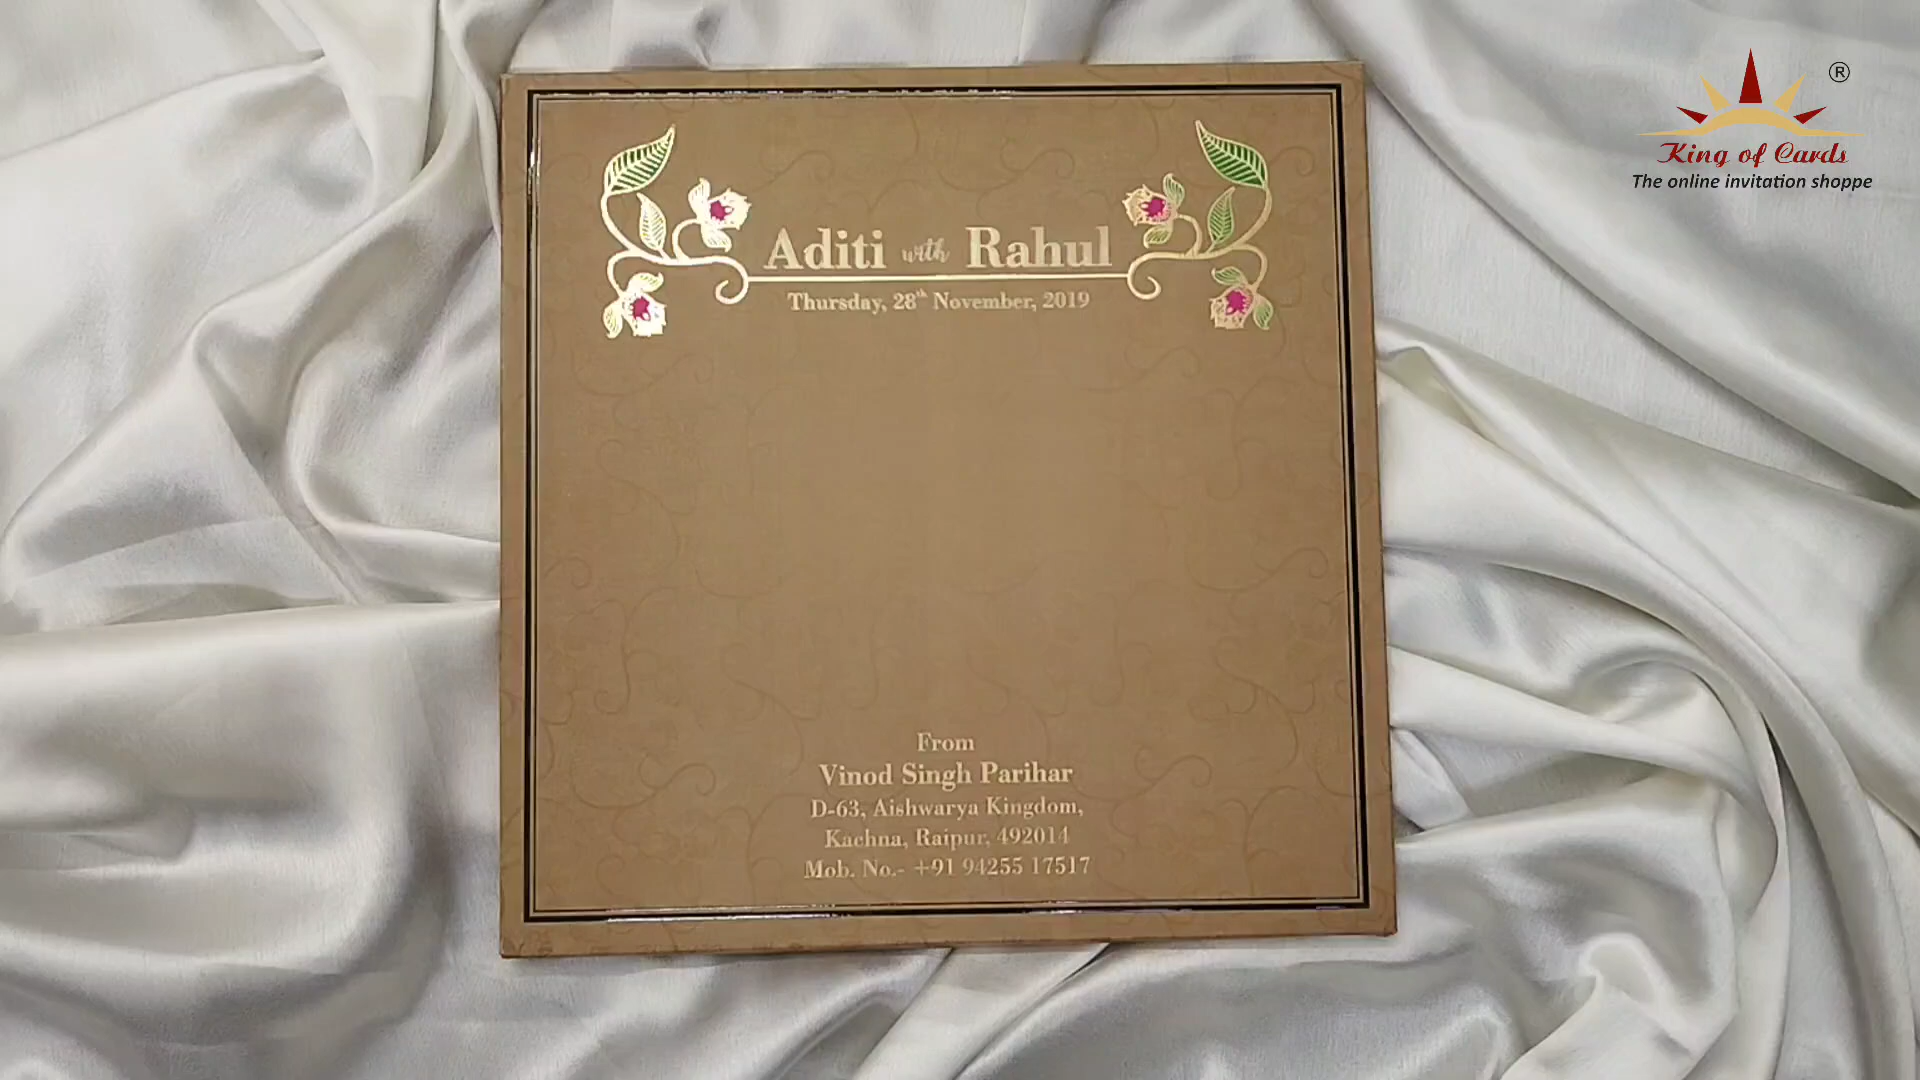 ®
King of Cards
The online invitation shoppe
Aditi with Rahul
Thursday, 28th November, 2019
From
Vinod Singh Parihar
D-63, Aishwarya Kingdom,
Kachna, Raipur, 492014
Mob. No.- +91 94255 17517